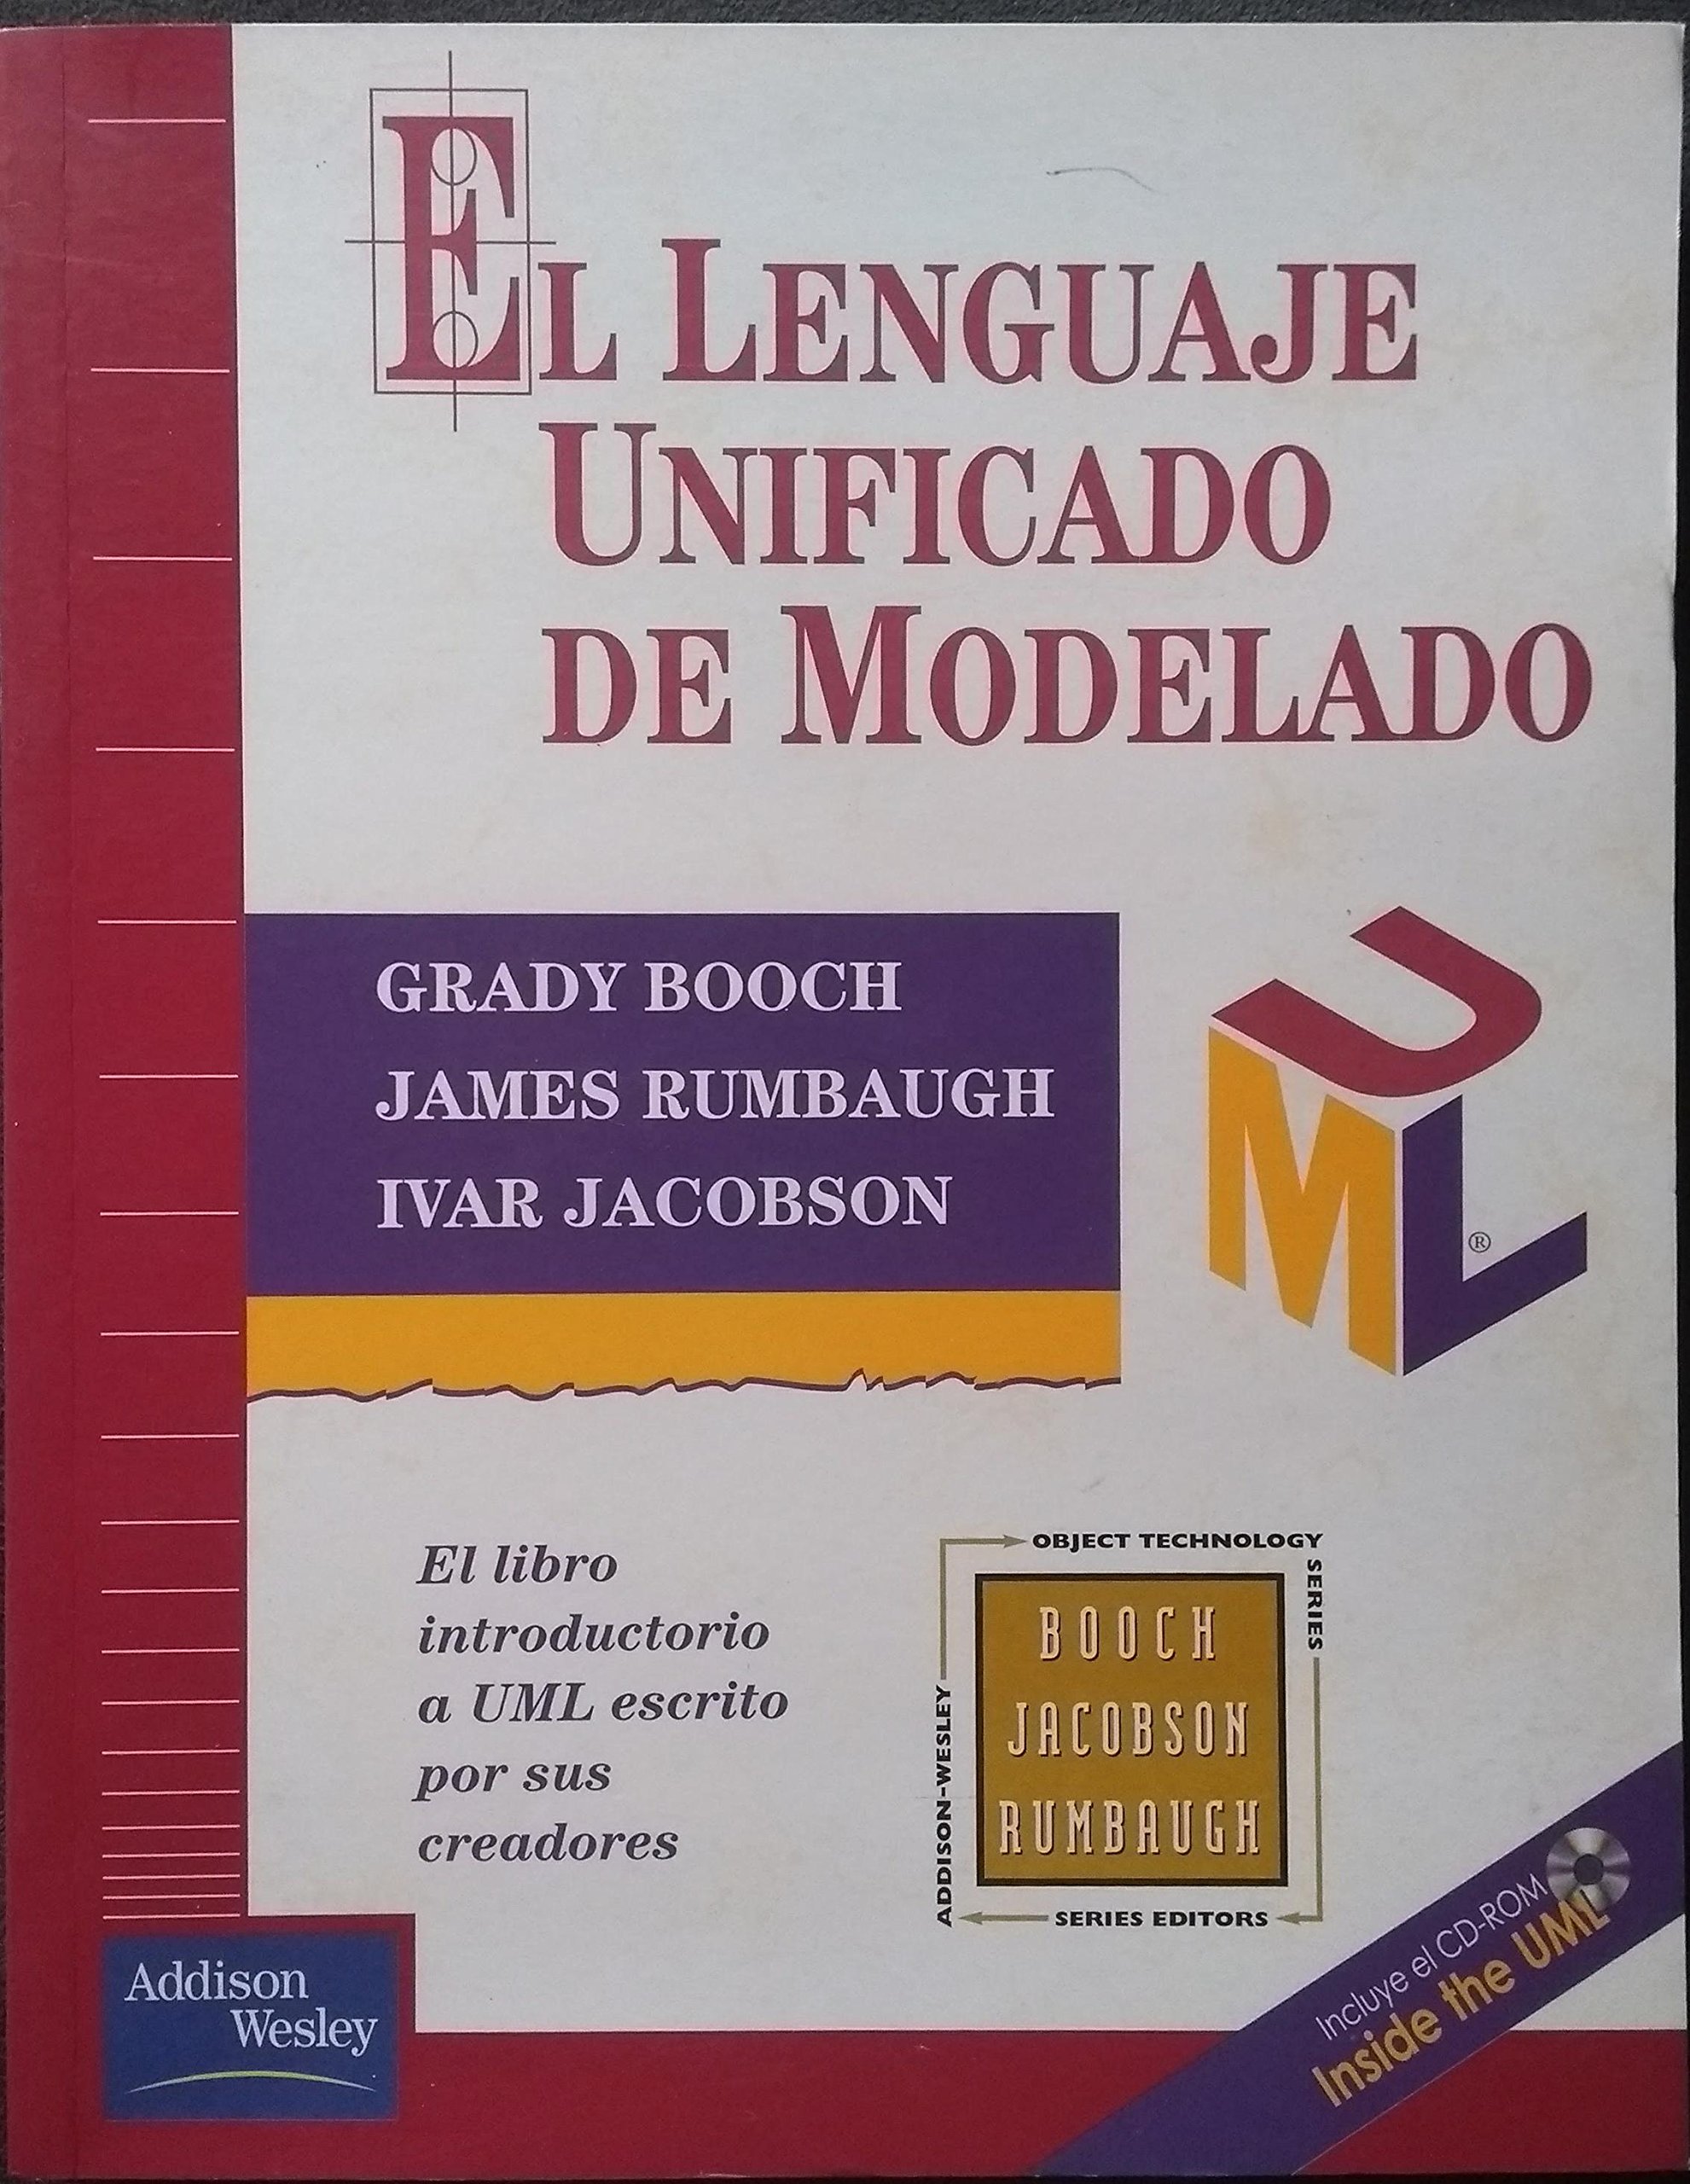 EL LENGUAJE
UNIFICADO
DE MODELADO
GRADY BOOCH
JAMES RUMBAUGH
IVAR JACOBSON
UML®
El libro
introductorio
a UML escrito
por sus
creadores
ADDISON-WESLEY
OBJECT TECHNOLOGY
SERIES
BOOCH
JACOBSON
RUMBAUGH
SERIES EDITORS
Incluye el CD-ROM
Inside the UML
Addison
Wesley